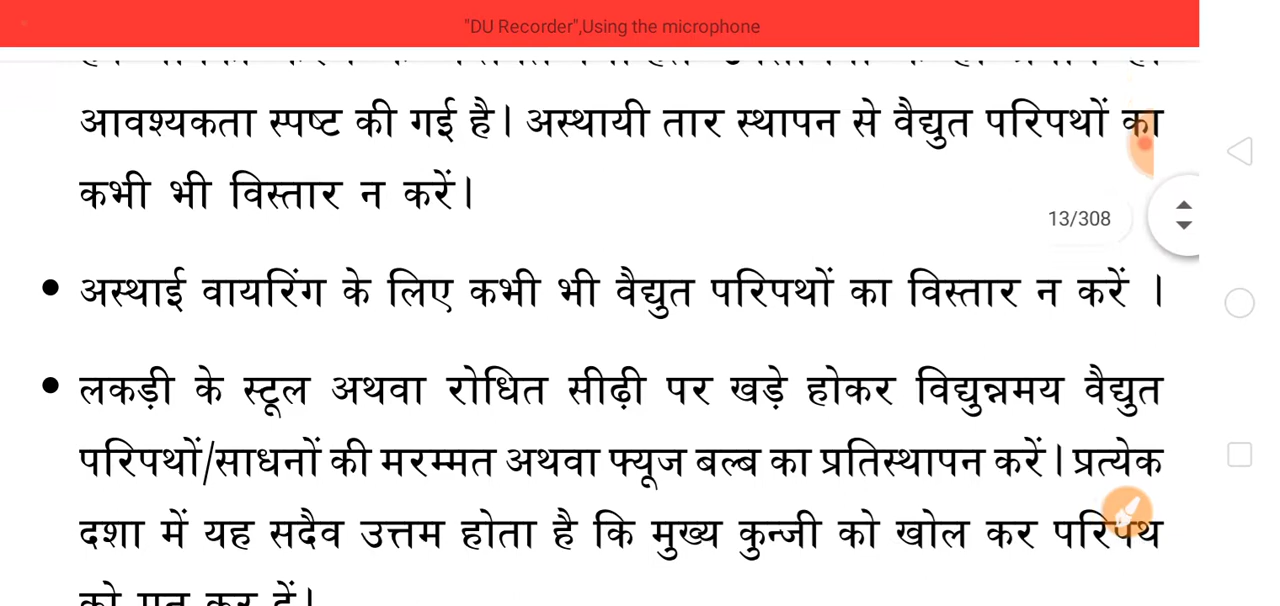 "DU Recorder",Using the microphone
आवश्यकता स्पष्ट की गई है। अस्थायी तार स्थापन से वैद्युत परिपथों का
कभी भी विस्तार न करें।
13/308
• अस्थाई वायरिंग के लिए कभी भी वैद्युत परिपथों का विस्तार न करें ।
• लकड़ी के स्टूल अथवा रोधित सीढ़ी पर खड़े होकर विद्युन्नमय वैद्युत
परिपथों/साधनों की मरम्मत अथवा फ्यूज बल्ब का प्रतिस्थापन करें। प्रत्येक
दशा में यह सदैव उत्तम होता है कि मुख्य कुन्जी को खोल कर परिपथ
को मृत कर दें।